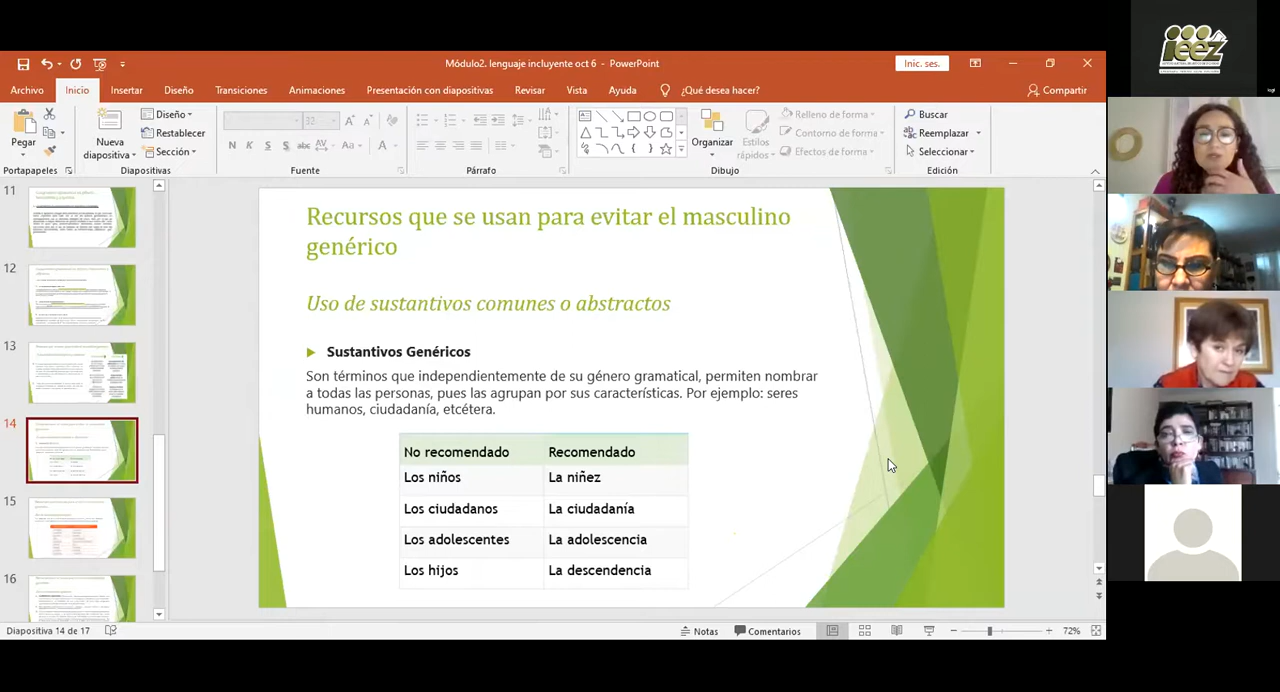 Módulo2. lenguaje incluyente oct 6 - PowerPoint
Inic. ses.
Archivo
Inicio
Insertar
Diseño
Transiciones
Animaciones
Presentación con diapositivas
Revisar
Vista
Ayuda
¿Qué desea hacer?
Compartir
Pegar
Nueva
diapositiva
Diseño
Restablecer
Sección
Organizar
Estilos
rápidos
Relleno de forma
Contorno de forma
Efectos de forma
Buscar
Reemplazar
Seleccionar
Portapapeles
Diapositivas
Fuente
Párrafo
Dibujo
Edición
11
12
13
14
15
16
Recursos que sirven para evitar el masculino
genérico
Uso de sustantivos comunes o abstractos
Sustantivos Genéricos
Son términos que independientemente de su género gramatical, permiten nombrar
a todas las personas, pues las agrupan por sus características. Por ejemplo: seres
humanos, ciudadanía, etcétera.
No recomendado Recomendado
Los niños La niñez
Los ciudadanos La ciudadanía
Los adolescentes La adolescencia
Los hijos La descendencia
Diapositiva 14 de 17
Notas
Comentarios
72%
ieez